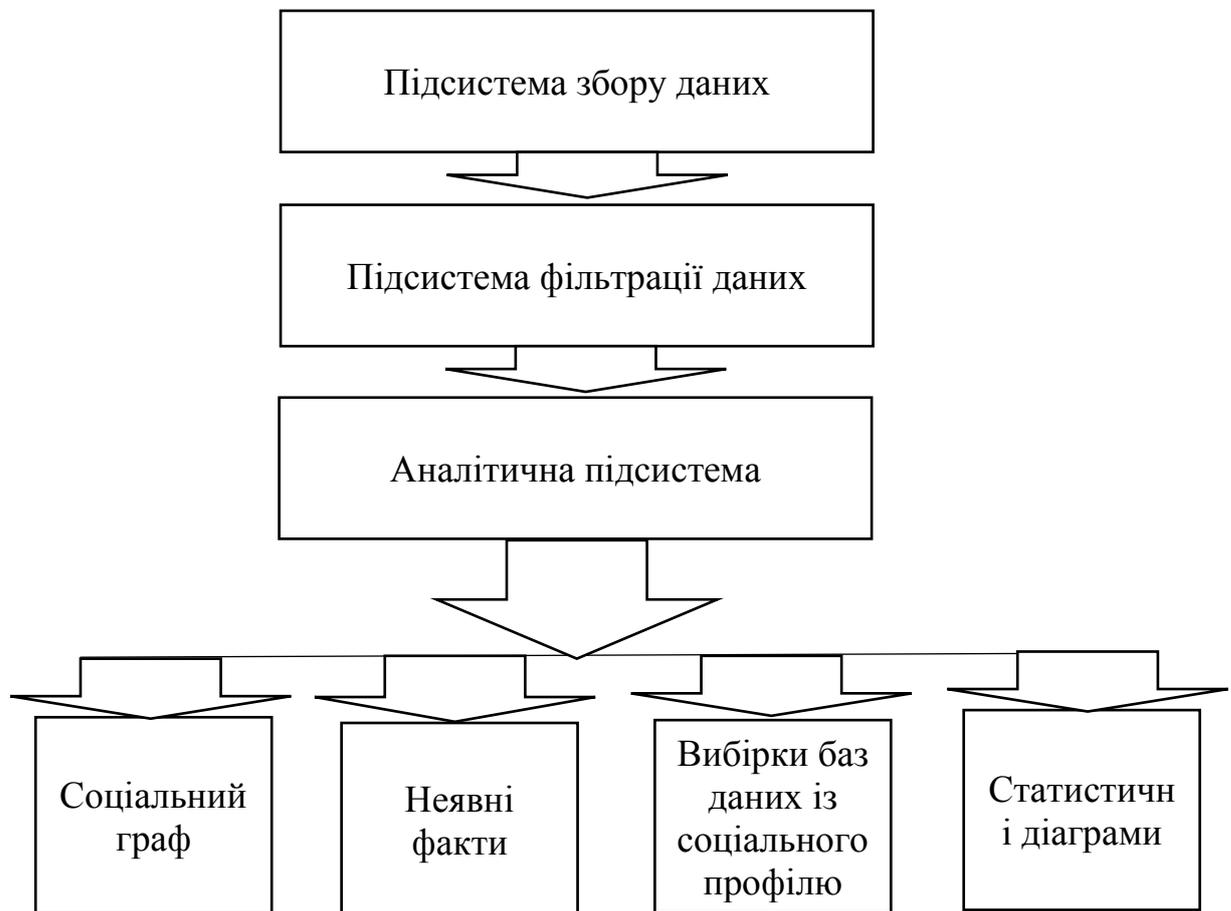 Підсистема збору даних
Підсистема фільтрації даних
Аналітична підсистема
Соціальний
граф
Неявні
факти
Вибірки баз
даних із
соціального
профілю
Статистичн
і діаграми